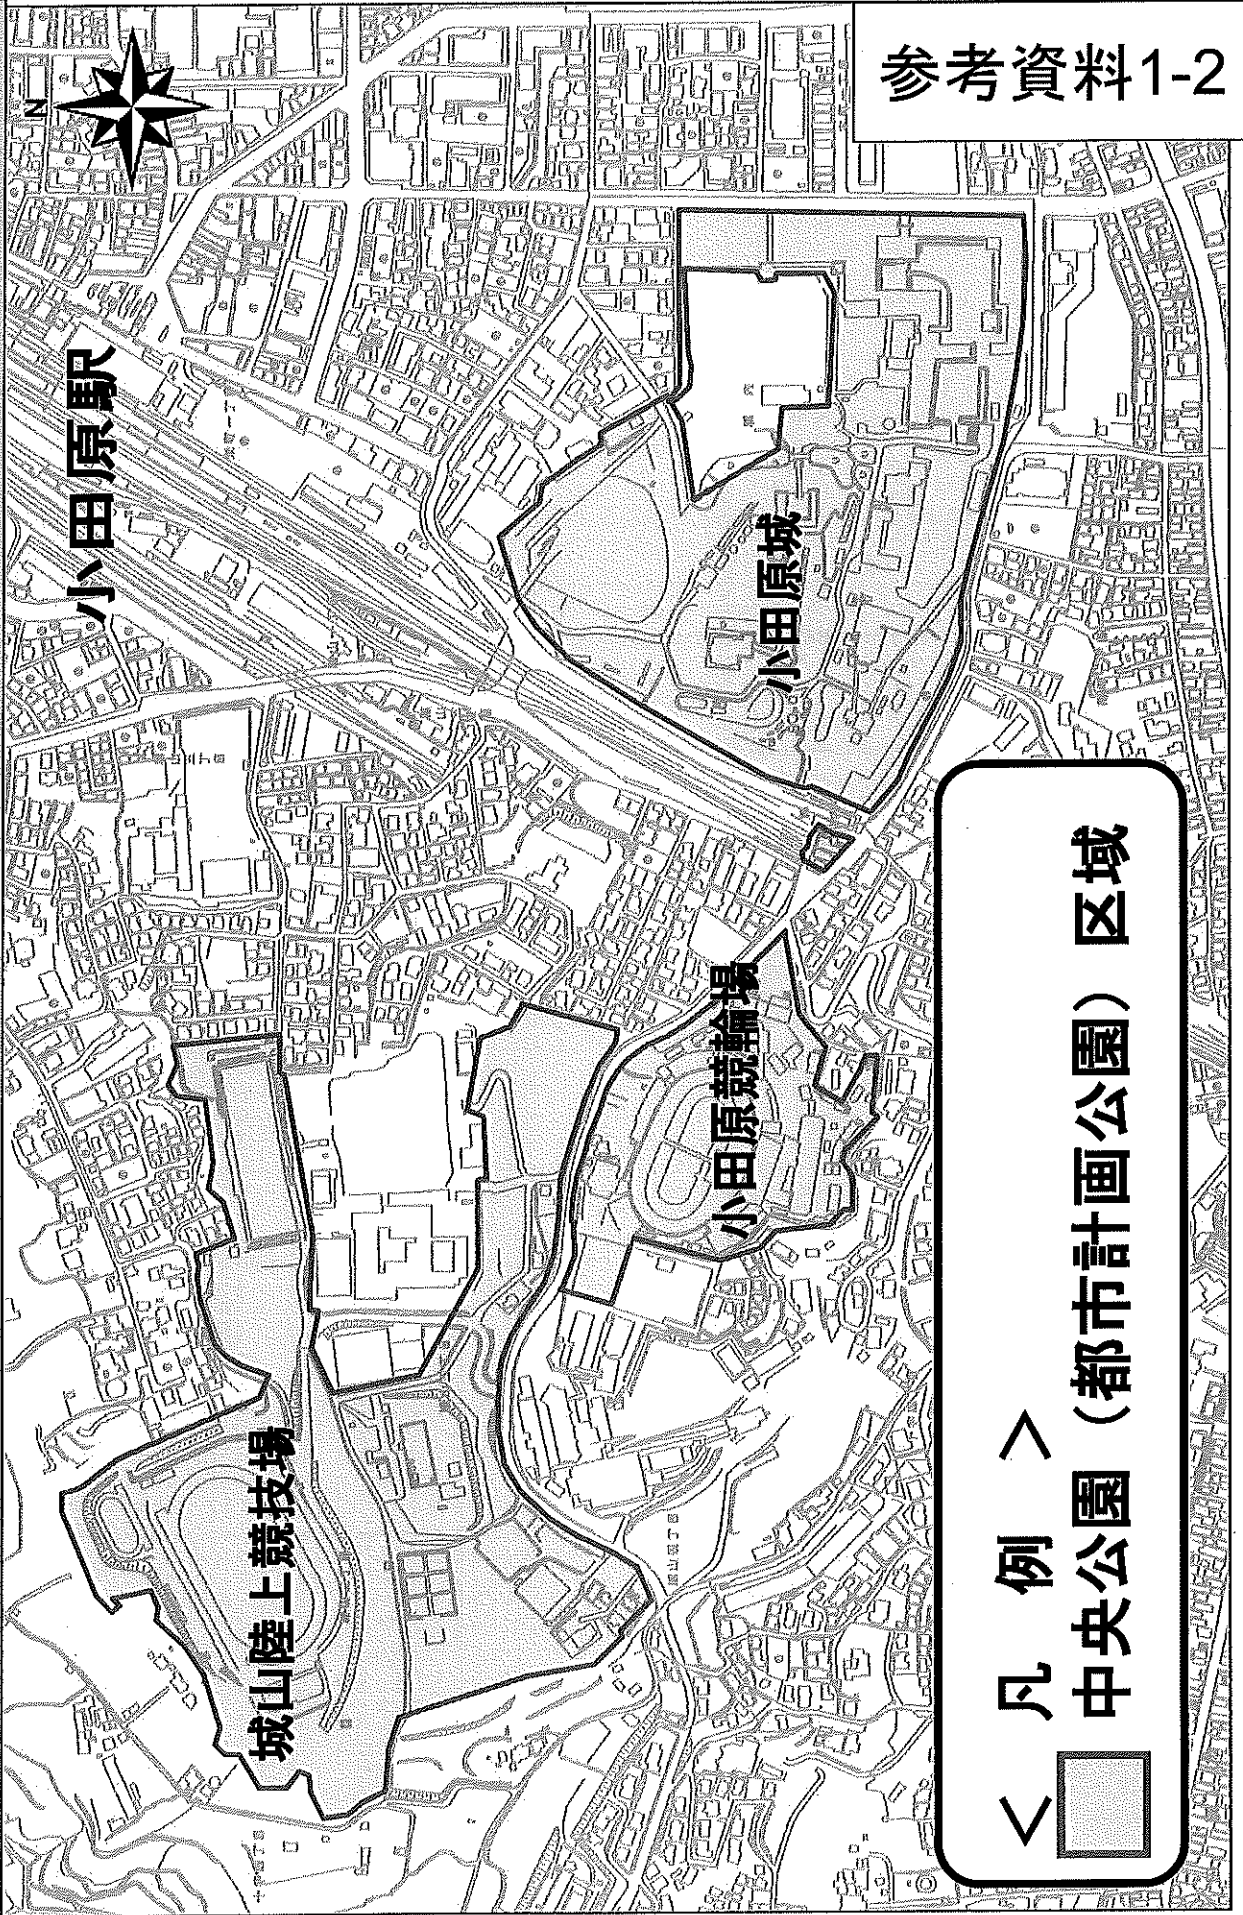 参考資料1-2
N
小田原駅
小田原城
小田原競輪場
城山陸上競技場
＜ 凡 例 ＞
中央公園（都市計画公園）区域